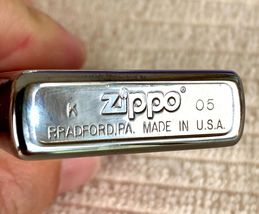 K zippo® 05
BRADFORD,PA. MADE IN U.S.A.